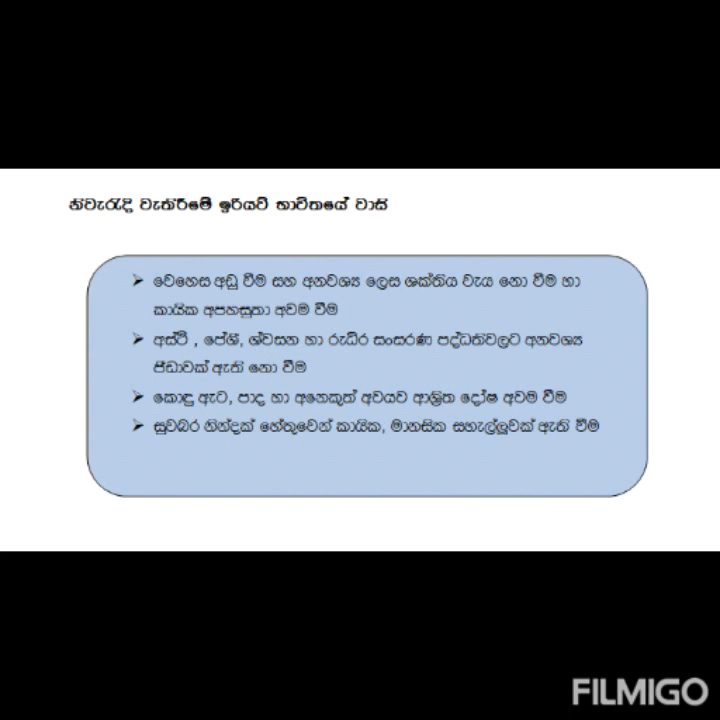 නිවැරැදි වැතිරීමේ ඉරියව් භාවිතයේ වාසි
➢ වෙහෙස අඩු වීම සහ අනවශ්‍ය ලෙස ශක්තිය වැය නො වීම හා
කායික අපහසුතා අවම වීම
➢ අස්ථි , පේශී, ශ්වසන හා රුධිර සංසරණ පද්ධතිවලට අනවශ්‍ය
පීඩාවක් ඇති නො වීම
➢ කොඳු ඇට, පාද හා අනෙකුත් අවයව ආශ්‍රිත දෝෂ අවම වීම
➢ සුවබර නින්දක් හේතුවෙන් කායික, මානසික සහැල්ලුවක් ඇති වීම
FILMIGO